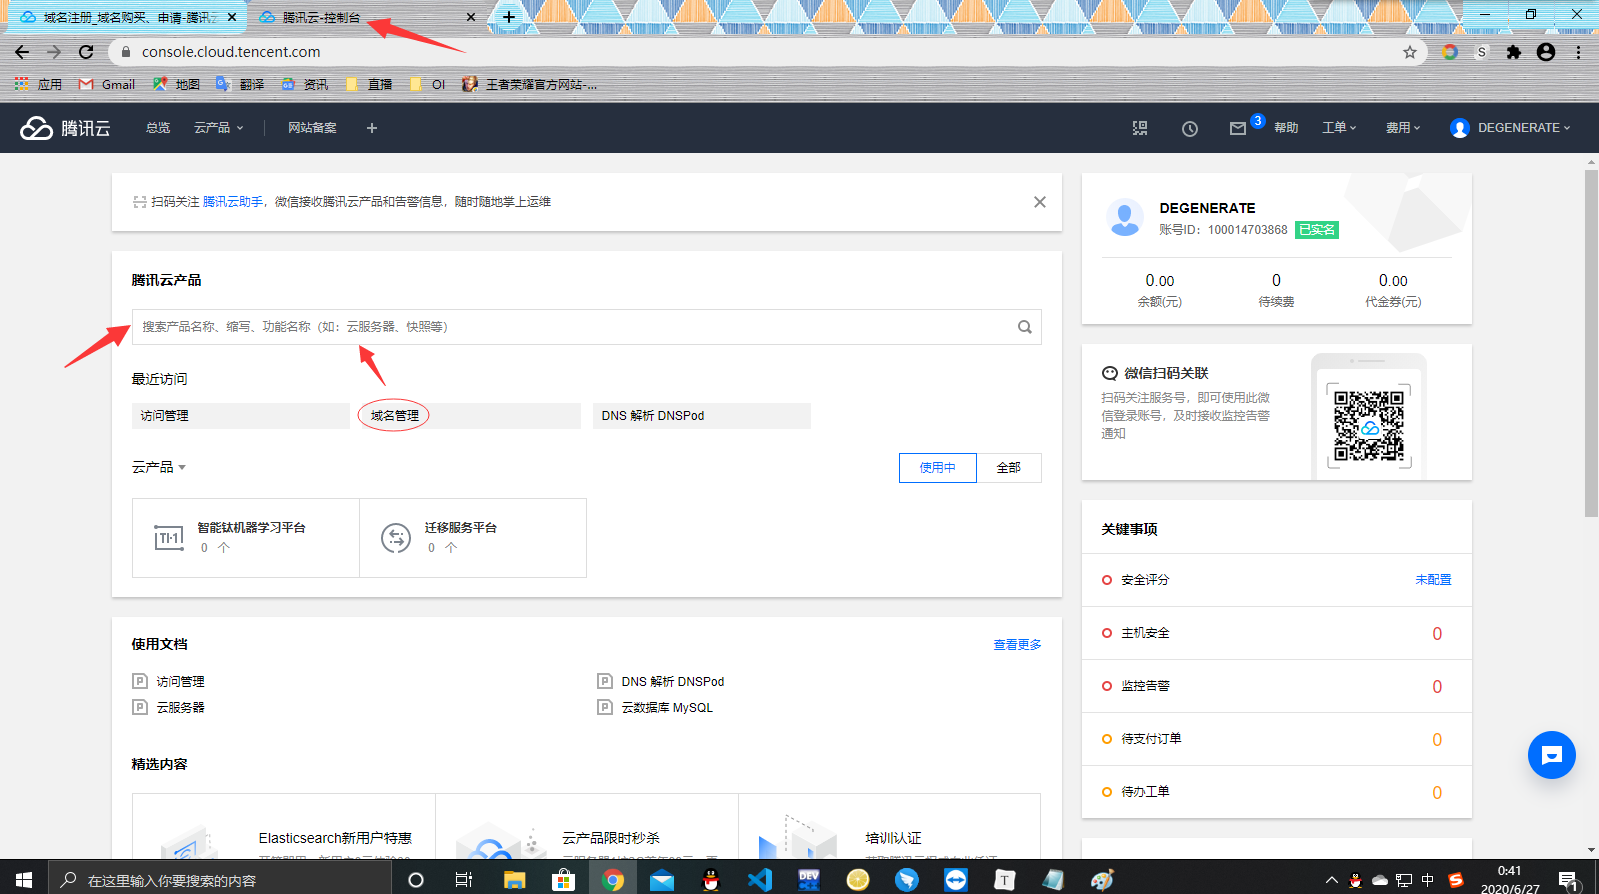 域名注册_域名购买、申请-腾讯云
腾讯云-控制台
console.cloud.tencent.com
应用
Gmail
地图
翻译
资讯
直播
OI
王者荣耀官方网站-...
腾讯云
总览
云产品
网站备案
3
帮助
工单
费用
DEGENERATE
扫码关注 腾讯云助手，微信接收腾讯云产品和告警信息，随时随地掌上运维
腾讯云产品
搜索产品名称、缩写、功能名称（如：云服务器、快照等）
最近访问
访问管理
域名管理
DNS 解析 DNSPod
云产品
使用中
全部
TI-1
智能钛机器学习平台
0 个
迁移服务平台
0 个
使用文档
查看更多
访问管理
DNS 解析 DNSPod
云服务器
云数据库 MySQL
精选内容
Elasticsearch新用户特惠
云产品限时秒杀
培训认证
DEGENERATE
账号ID：100014703868 已实名
0.00
0
0.00
余额(元)
待续费
代金券(元)
微信扫码关联
扫码关注服务号，即可使用此微
信登录账号，及时接收监控告警
通知
关键事项
安全评分
未配置
主机安全
0
监控告警
0
待支付订单
0
待办工单
0
在这里输入你要搜索的内容
DEV
T
中
0:41
2020/6/27
1